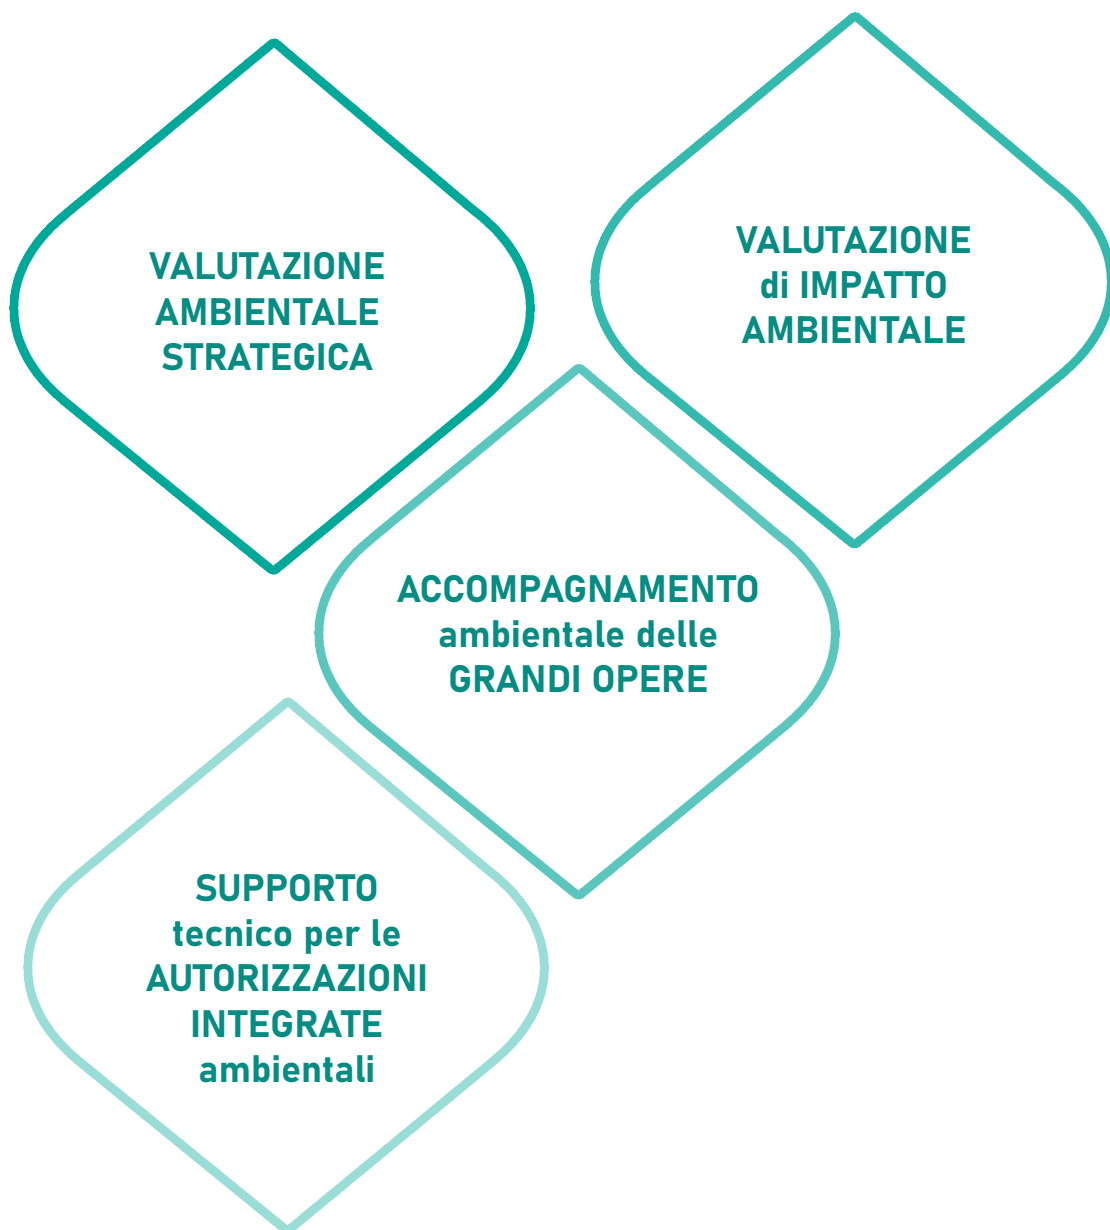 VALUTAZIONE
AMBIENTALE
STRATEGICA
VALUTAZIONE
di IMPATTO
AMBIENTALE
ACCOMPAGNAMENTO
ambientale delle
GRANDI OPERE
SUPPORTO
tecnico per le
AUTORIZZAZIONI
INTEGRATE
ambientali